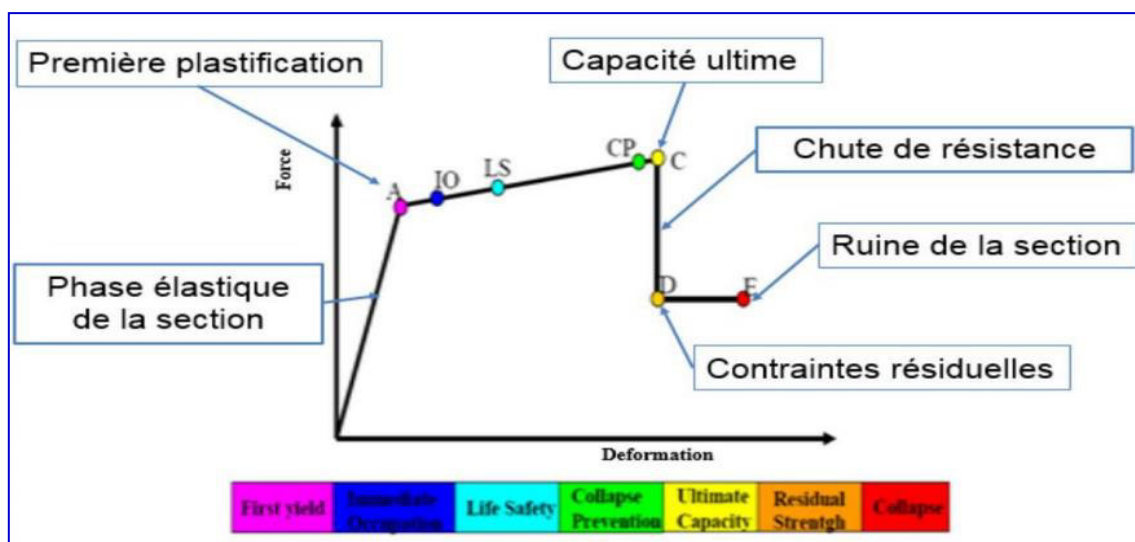 Première plastification
Capacité ultime
Force
A
IO
LS
CP
C
Chute de résistance
Phase élastique
de la section
Ruine de la section
D
E
Contraintes résiduelles
Deformation
First yield
Immediate
Occupation
Life Safety
Collapse
Prevention
Ultimate
Capacity
Residual
Strentgh
Collapse